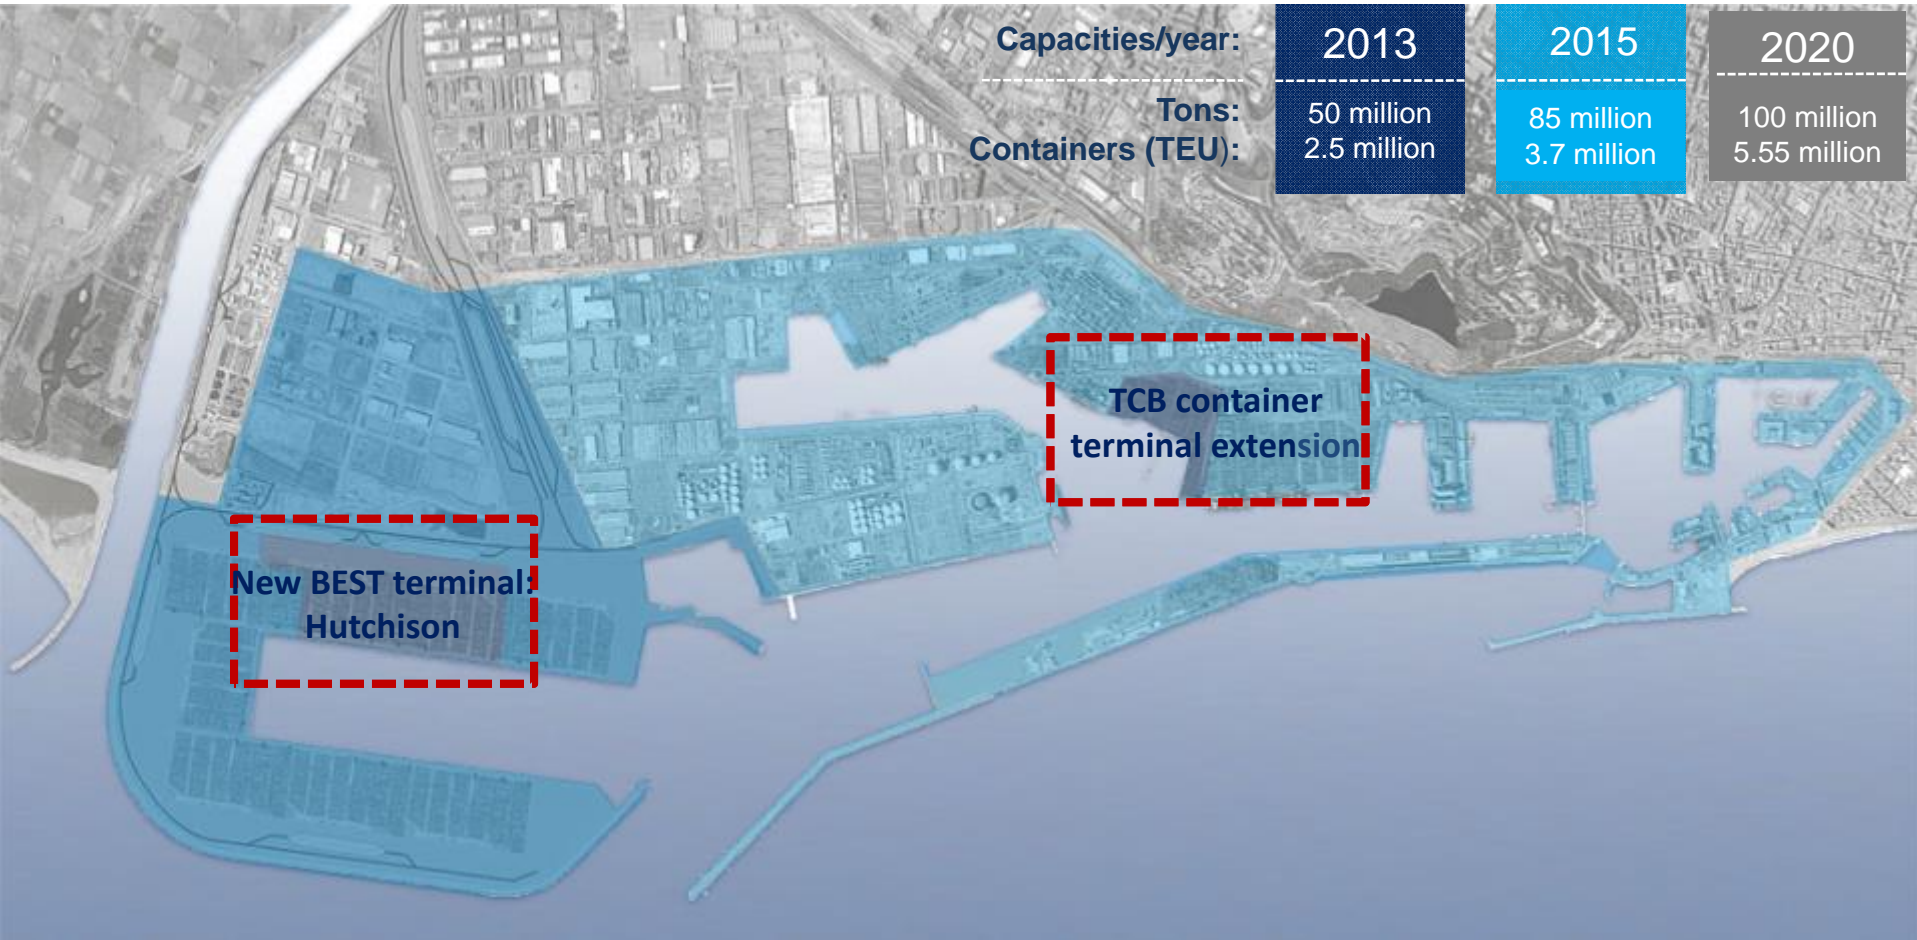 Capacities/year:
2013
2015
2020
Tons:
50 million
85 million
100 million
Containers (TEU):
2.5 million
3.7 million
5.55 million
TCB container
terminal extension
New BEST terminal:
Hutchison